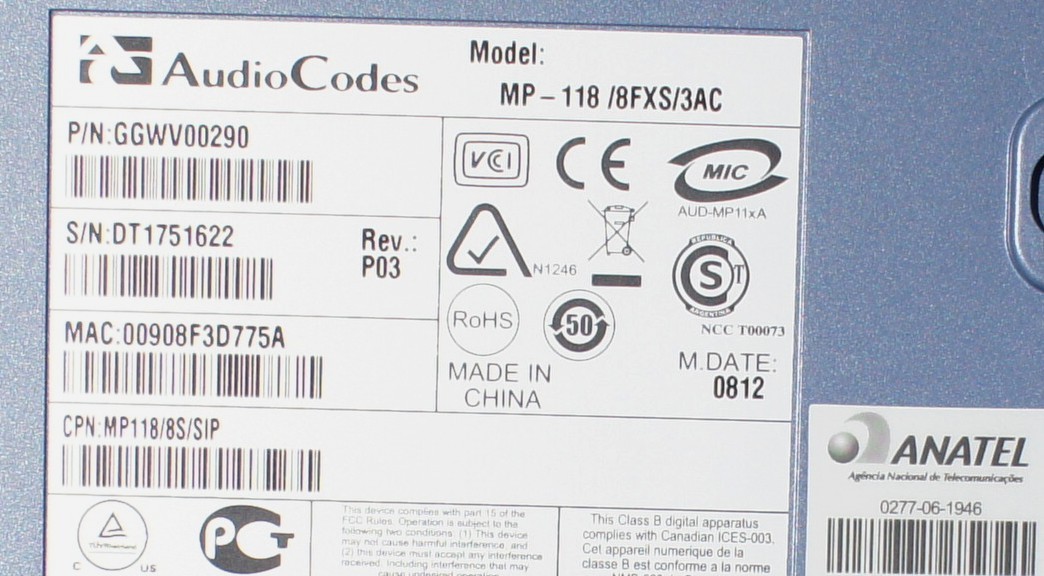 AudioCodes
Model:
MP-118 /8FXS/3AC
P/N:GGWV00290
S/N:DT1751622
Rev.:
P03
MAC:00908F3D775A
CPN:MP118/8S/SIP
VCI
CE
MIC
AUD-MP11xA
N1246
REPUBLICA
S T
ARGENTINA
RoHS
50
NCC T00073
MADE IN
CHINA
M.DATE:
0812
TÜVRheinland
C US
PCT
This device complies with part 15 of the
FCC Rules. Operation is subject to the
following two conditions. (1) This device
may not cause harmful interference, and
(2) this device must accept any interference
received. Including interference that may
cause undesired operation
This Class B digital apparatus
complies with Canadian ICES-003.
Cet appareil numerique de la
classe B est conforme a la norme
ANATEL
Agência Nacional de Telecomunicações
0277-06-1946